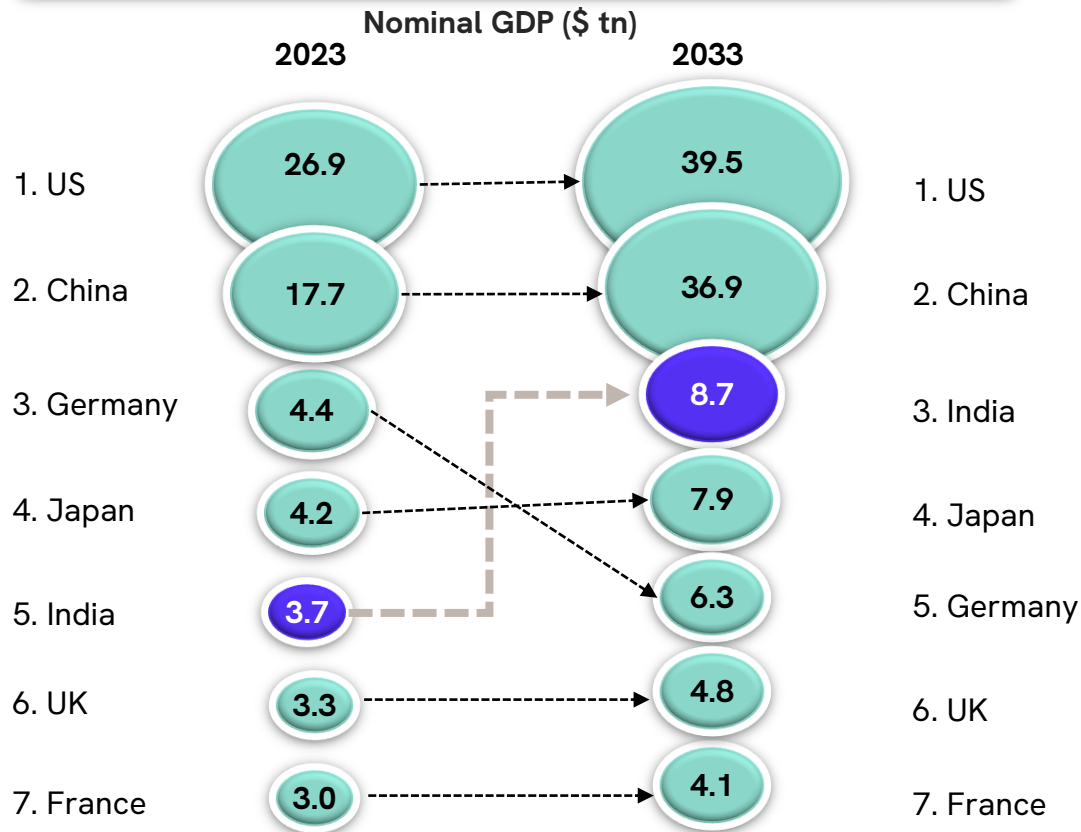 Nominal GDP ($ tn)
2023 2033
1. US 26.9 39.5 1. US
2. China 17.7 36.9 2. China
3. Germany 4.4 8.7 3. India
4. Japan 4.2 7.9 4. Japan
5. India 3.7 6.3 5. Germany
6. UK 3.3 4.8 6. UK
7. France 3.0 4.1 7. France